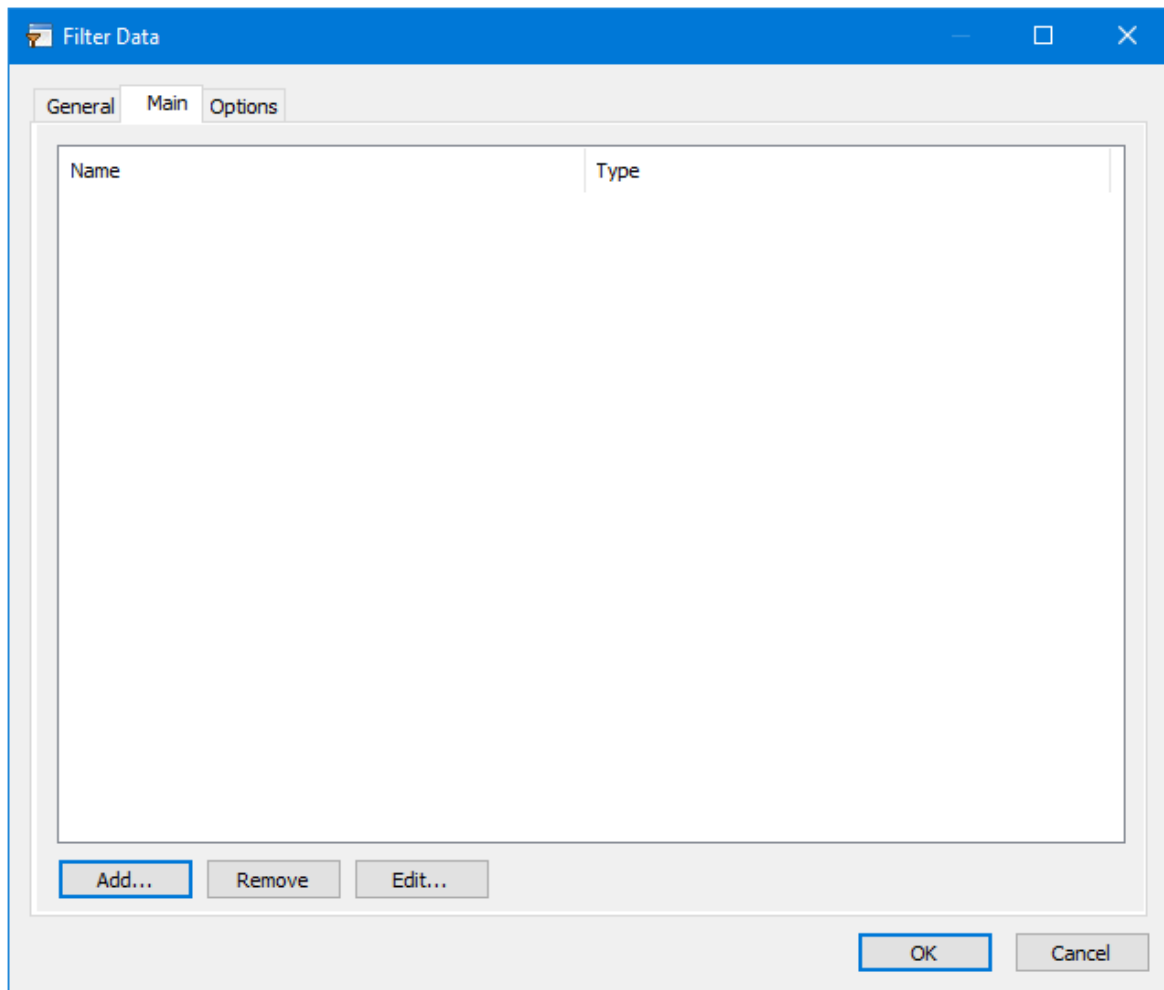 Filter Data
General Main Options
Name Type
Add... Remove Edit...
OK Cancel